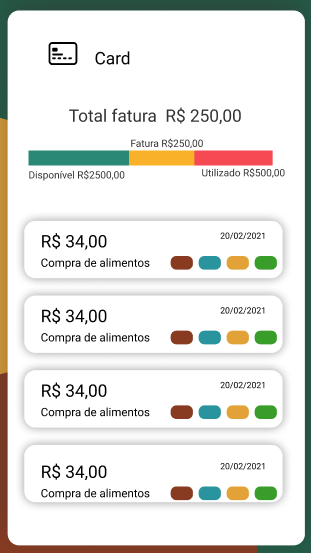 Card
Total fatura R$ 250,00
Fatura R$250,00
Disponível R$2500,00
Utilizado R$500,00
R$ 34,00
20/02/2021
Compra de alimentos
R$ 34,00
20/02/2021
Compra de alimentos
R$ 34,00
20/02/2021
Compra de alimentos
R$ 34,00
20/02/2021
Compra de alimentos